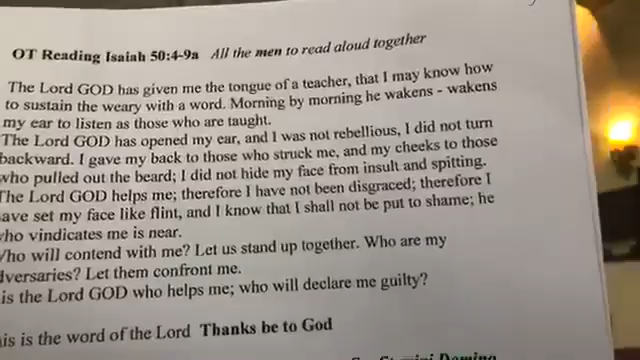 OT Reading Isaiah 50:4-9a All the men to read aloud together
The Lord GOD has given me the tongue of a teacher, that I may know how
to sustain the weary with a word. Morning by morning he wakens - wakens
my ear to listen as those who are taught.
The Lord GOD has opened my ear, and I was not rebellious, I did not turn
backward. I gave my back to those who struck me, and my cheeks to those
who pulled out the beard; I did not hide my face from insult and spitting.
The Lord GOD helps me; therefore I have not been disgraced; therefore I
ave set my face like flint, and I know that I shall not be put to shame; he
who vindicates me is near.
Who will contend with me? Let us stand up together. Who are my
dversaries? Let them confront me.
is the Lord GOD who helps me; who will declare me guilty?
is is the word of the Lord Thanks be to God
Domino